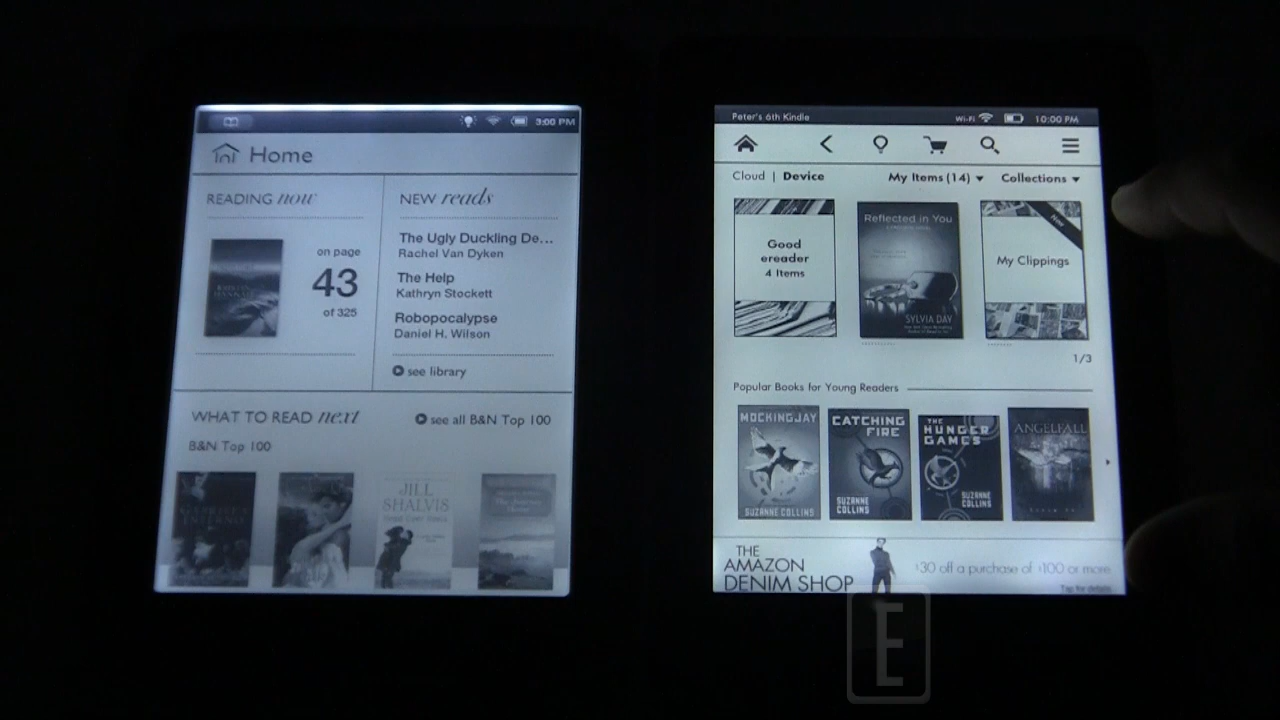 3:00 PM
Home
READING now
on page
43
of 325
NEW reads
The Ugly Duckling De...
Rachel Van Dyken
The Help
Kathryn Stockett
Robopocalypse
Daniel H. Wilson
see library
WHAT TO READ next
see all B&N Top 100
B&N Top 100
JILL
SHALVIS
Peter's 6th Kindle
Wi-Fi
10:00 PM
Cloud | Device
My Items (14)
Collections
Good
ereader
4 Items
Reflected in You
SYLVIA DAY
New
My Clippings
1/3
Popular Books for Young Readers
MOCKINGJAY
SUZANNE COLLINS
CATCHING
FIRE
SUZANNE
COLLINS
THE
HUNGER
GAMES
SUZANNE
COLLINS
ANGELFALL
THE
AMAZON
DENIM SHOP
$30 off a purchase of $100 or more
Tap for details
E